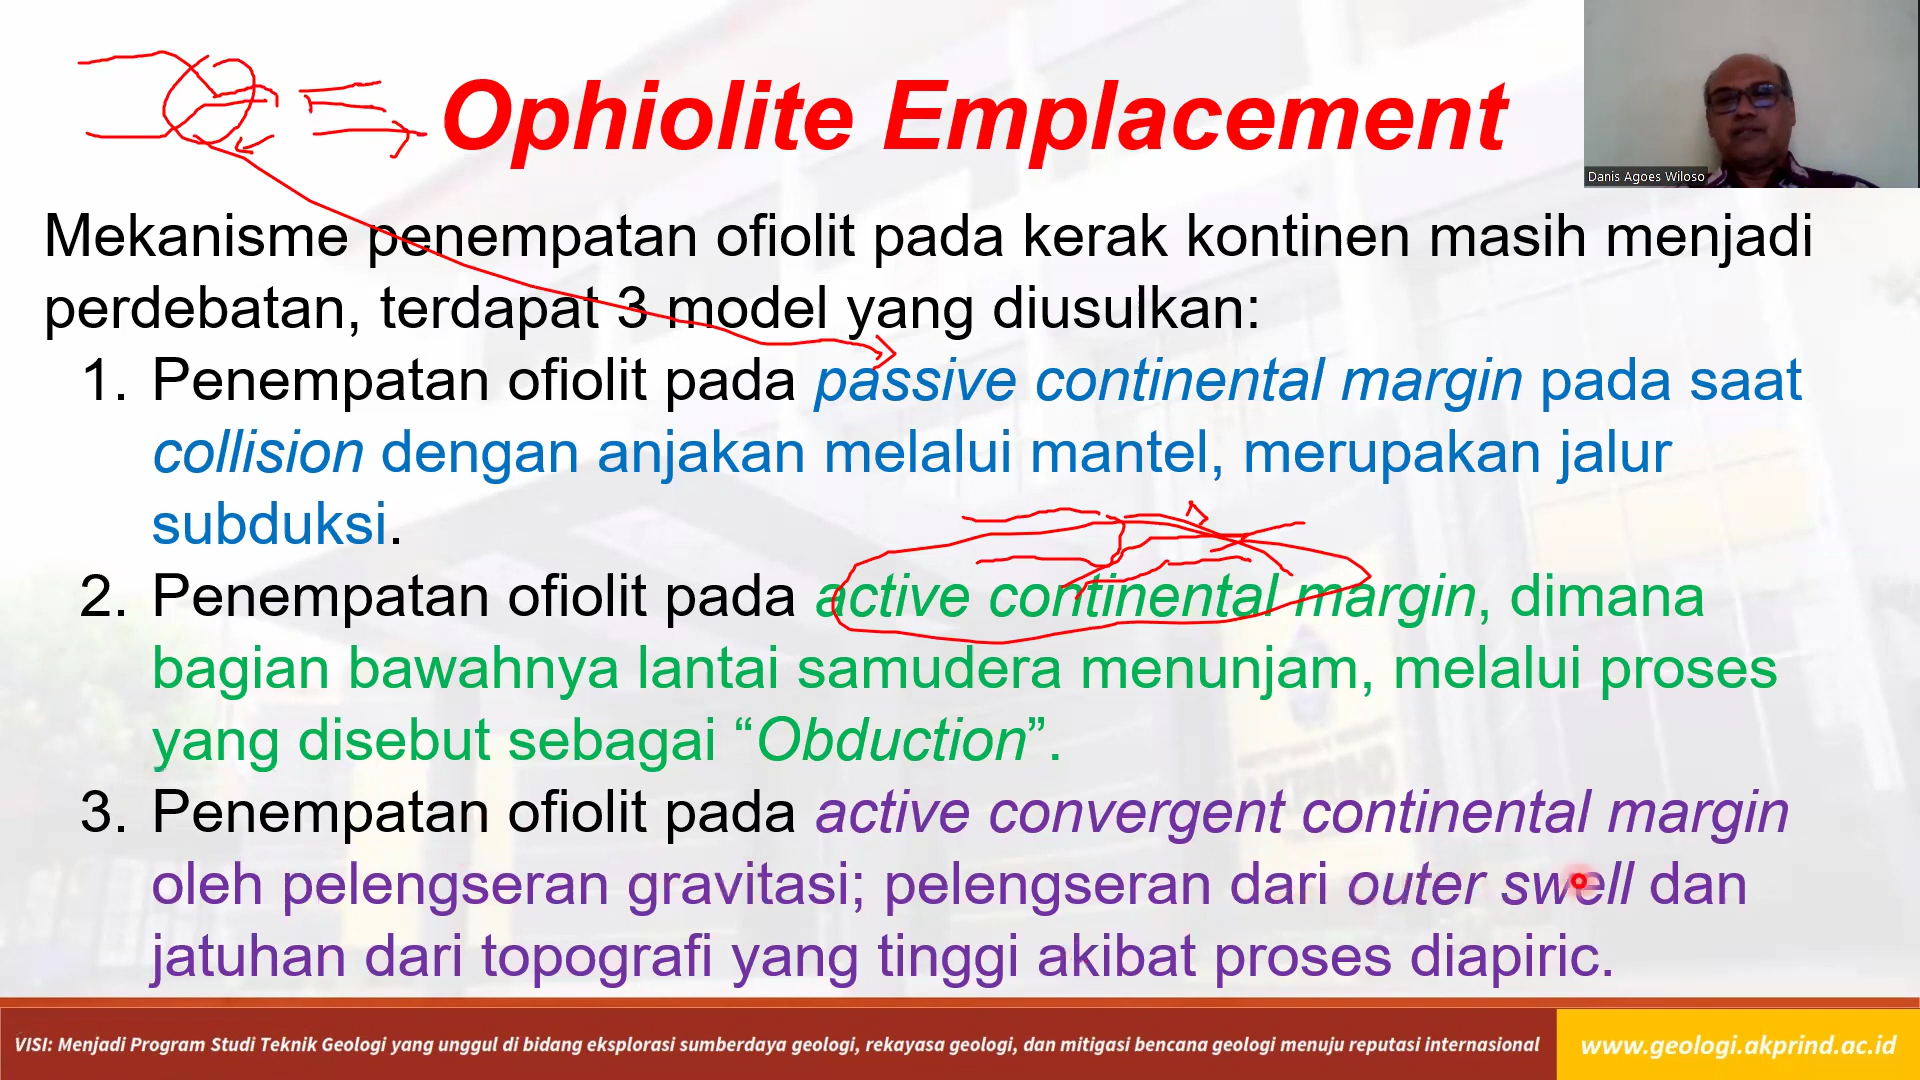 Ophiolite Emplacement
Danis Agoes Wiloso
Mekanisme penempatan ofiolit pada kerak kontinen masih menjadi
perdebatan, terdapat 3 model yang diusulkan:
1. Penempatan ofiolit pada passive continental margin pada saat
collision dengan anjakan melalui mantel, merupakan jalur
subduksi.
2. Penempatan ofiolit pada active continental margin, dimana
bagian bawahnya lantai samudera menunjam, melalui proses
yang disebut sebagai “Obduction”.
3. Penempatan ofiolit pada active convergent continental margin
oleh pelengseran gravitasi; pelengseran dari outer swell dan
jatuhan dari topografi yang tinggi akibat proses diapiric.
VISI: Menjadi Program Studi Teknik Geologi yang unggul di bidang eksplorasi sumberdaya geologi, rekayasa geologi, dan mitigasi bencana geologi menuju reputasi internasional
www.geologi.akprind.ac.id